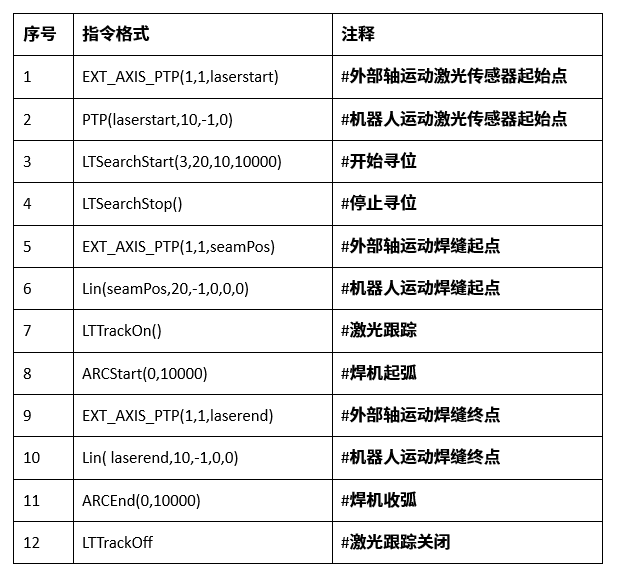 序号 指令格式 注释
1 EXT_AXIS_PTP(1,1,laserstart) #外部轴运动激光传感器起始点
2 PTP(laserstart,10,-1,0) #机器人运动激光传感器起始点
3 LTSearchStart(3,20,10,10000) #开始寻位
4 LTSearchStop() #停止寻位
5 EXT_AXIS_PTP(1,1,seamPos) #外部轴运动焊缝起点
6 Lin(seamPos,20,-1,0,0,0) #机器人运动焊缝起点
7 LTTrackOn() #激光跟踪
8 ARCStart(0,10000) #焊机起弧
9 EXT_AXIS_PTP(1,1,laserend) #外部轴运动焊缝终点
10 Lin( laserend,10,-1,0,0) #机器人运动焊缝终点
11 ARCEnd(0,10000) #焊机收弧
12 LTTrackOff #激光跟踪关闭